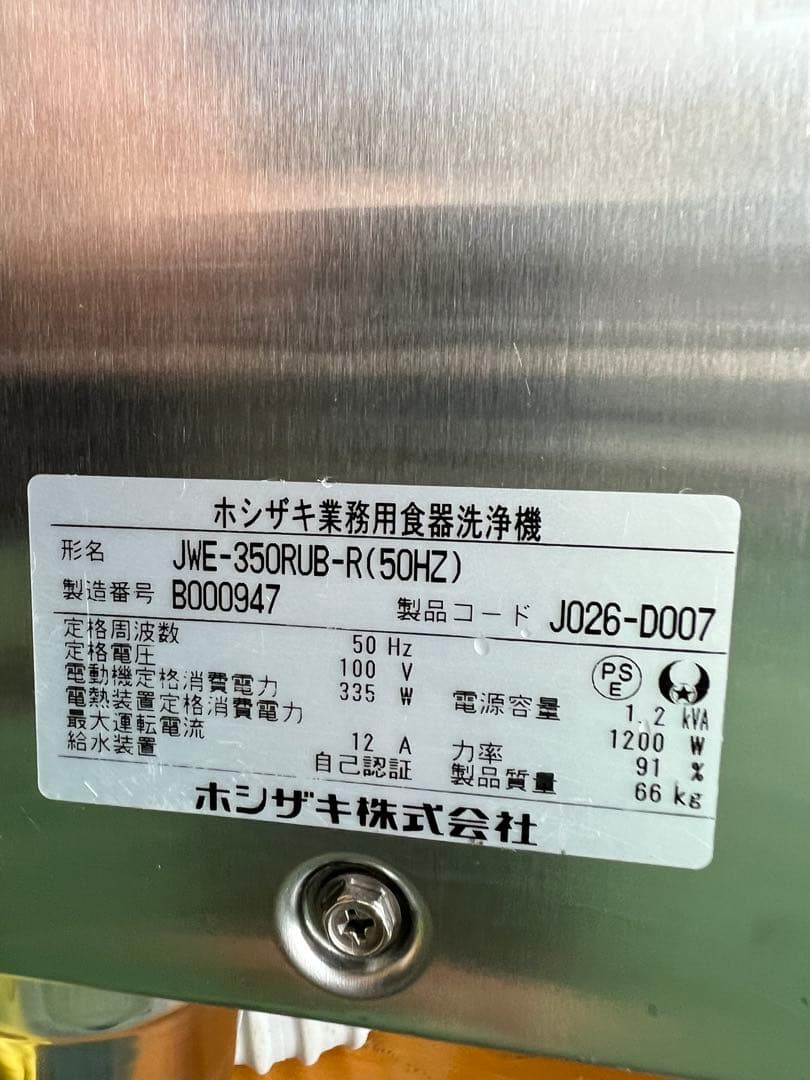 ホシザキ業務用食器洗浄機
形名 JWE-350RUB-R(50HZ)
製造番号 B000947 製品コード J026-D007
定格周波数 50 Hz
定格電圧 100 V
電動機定格消費電力 335 W 電源容量 1.2 kVA
電熱装置定格消費電力 1200 W
最大運転電流 12 A 力率 91 %
給水装置 自己認証 製品質量 66 kg
PS
E
ホシザキ株式会社